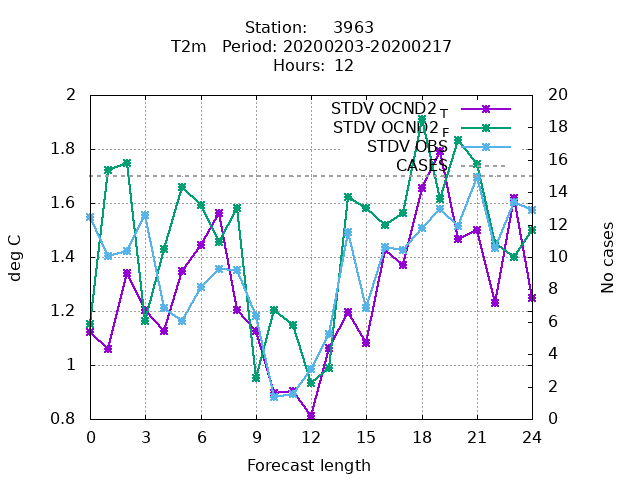 Station:     3963
T2m   Period: 20200203-20200217
Hours:  12
STDV OCND2 T
STDV OCND2 F
STDV OBS
CASES
deg C
No cases
2
1.8
1.6
1.4
1.2
1
0.8
20
18
16
14
12
10
8
6
4
2
0
0 3 6 9 12 15 18 21 24
Forecast length